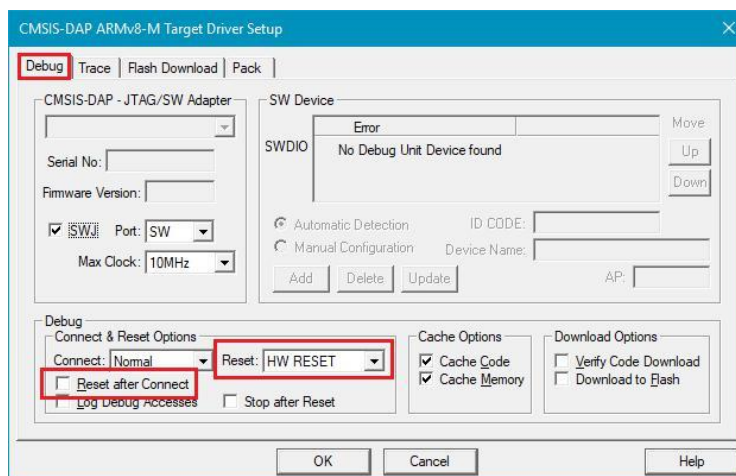 CMSIS-DAP ARMv8-M Target Driver Setup
Debug Trace Flash Download Pack
CMSIS-DAP - JTAG/SW Adapter
Serial No:
Firmware Version:
SWJ Port: SW
Max Clock: 10MHz
SW Device
Error
SWDIO No Debug Unit Device found
Move
Up
Down
Automatic Detection ID CODE:
Manual Configuration Device Name:
Add Delete Update AP:
Debug
Connect & Reset Options
Connect: Normal Reset: HW RESET
Reset after Connect
Log Debug Accesses Stop after Reset
Cache Options
Cache Code
Cache Memory
Download Options
Verify Code Download
Download to Flash
OK Cancel Help